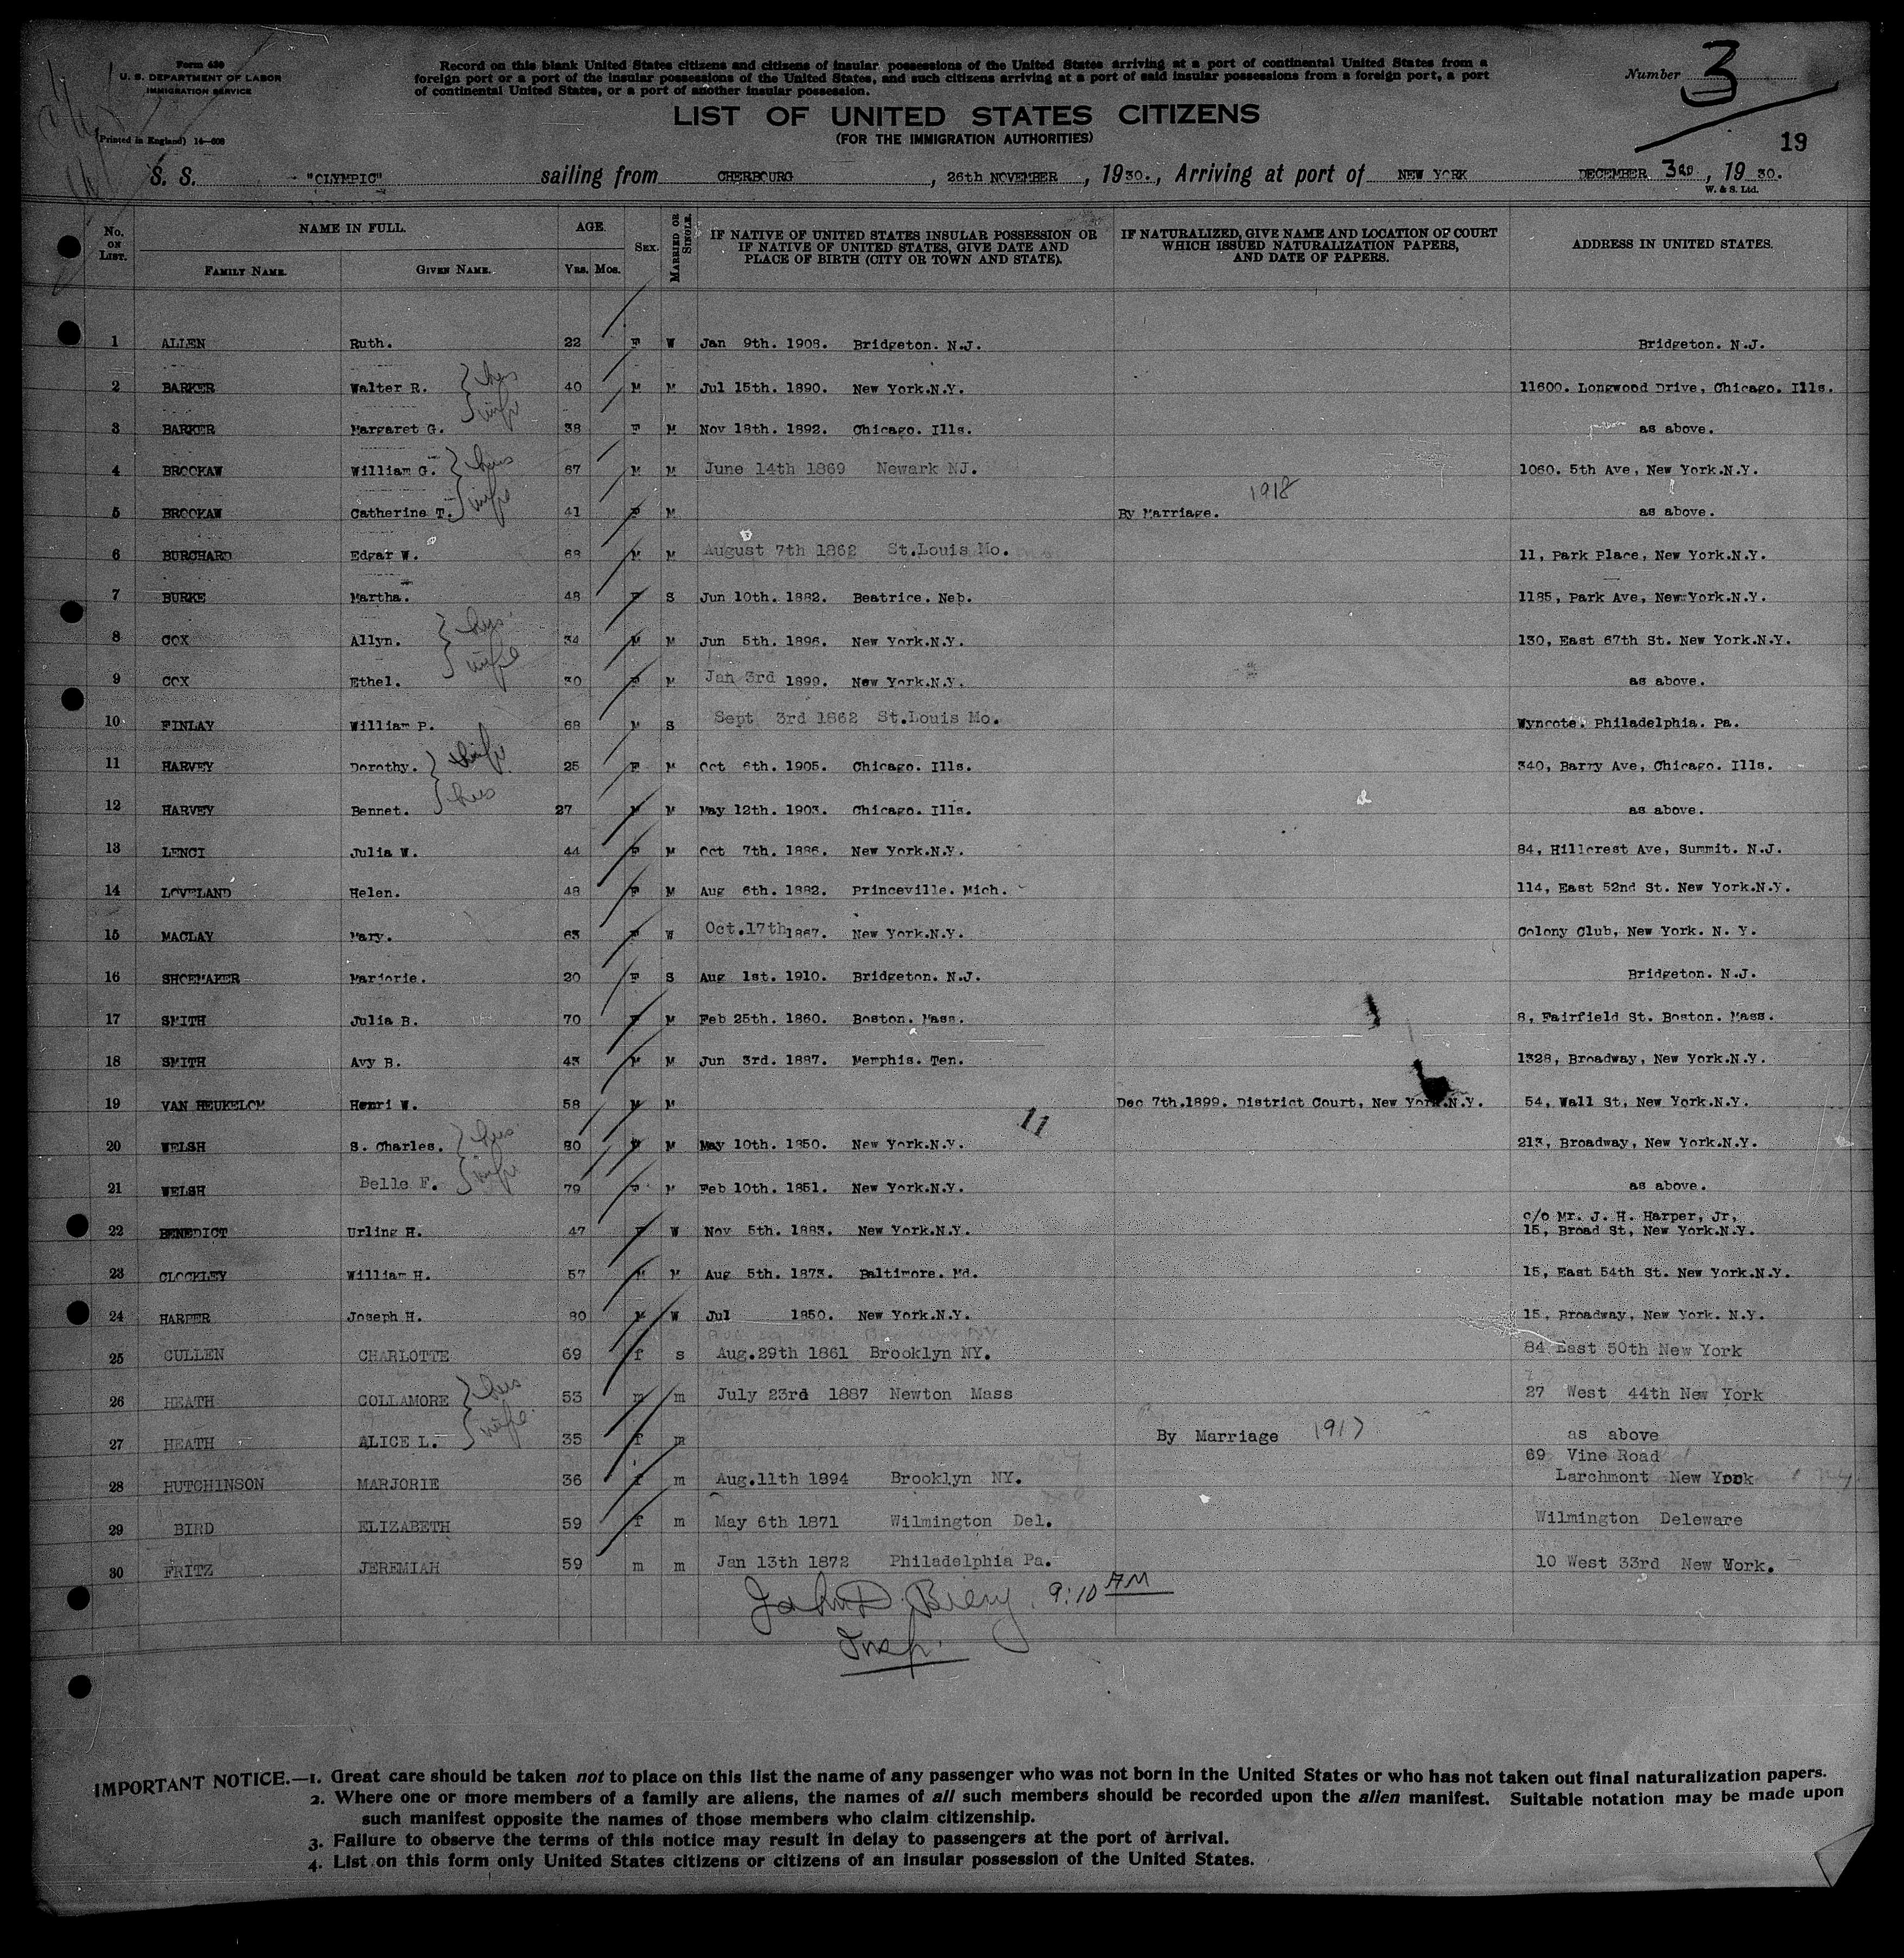 Form 630
U. S. DEPARTMENT OF LABOR
IMMIGRATION SERVICE
(Printed in England) 14—608
Record on this blank United States citizens and citizens of insular possessions of the United States arriving at a port of continental United States from a
foreign port or a port of the insular possessions of the United States, and such citizens arriving at a port of said insular possessions from a foreign port, a port
of continental United States, or a port of another insular possession.
Number 3
LIST OF UNITED STATES CITIZENS
(FOR THE IMMIGRATION AUTHORITIES)
19
S. S. "OLYMPIC" sailing from CHERBOURG, 26th NOVEMBER, 1930., Arriving at port of NEW YORK DECEMBER 3RD, 1930.
W. & S. Ltd.
No. ON LIST. NAME IN FULL. FAMILY NAME. GIVEN NAME. AGE. YRS. MOS. SEX. MARRIED OR SINGLE. IF NATIVE OF UNITED STATES INSULAR POSSESSION OR IF NATIVE OF UNITED STATES, GIVE DATE AND PLACE OF BIRTH (CITY OR TOWN AND STATE). IF NATURALIZED, GIVE NAME AND LOCATION OF COURT WHICH ISSUED NATURALIZATION PAPERS, AND DATE OF PAPERS. ADDRESS IN UNITED STATES.
1 ALLEN Ruth. 22 F W Jan 9th. 1908. Bridgeton. N.J. Bridgeton. N.J.
2 BARKER Walter R. hus 40 M M Jul 15th. 1890. New York.N.Y. 11600. Longwood Drive, Chicago. Ills.
3 BARKER Margaret G. wife 38 F M Nov 18th. 1892. Chicago. Ills. as above.
4 BROOKAW William G. hus 67 M M June 14th 1869 Newark NJ. 1060. 5th Ave, New York.N.Y.
5 BROOKAW Catherine T. wife 41 F M By Marriage. 1918 as above.
6 BURCHARD Edgar W. 68 M M August 7th 1862 St.Louis Mo. 11, Park Place, New York.N.Y.
7 BURKE Martha. 48 F S Jun 10th. 1882. Beatrice. Neb. 1185, Park Ave, New York.N.Y.
8 COX Allyn. hus 34 M M Jun 5th. 1896. New York.N.Y. 130, East 67th St. New York.N.Y.
9 COX Ethel. wife 30 F M Jan 3rd 1899. New York.N.Y. as above.
10 FINLAY William P. 68 M S Sept 3rd 1862 St.Louis Mo. Wyncote. Philadelphia. Pa.
11 HARVEY Dorothy. wife 25 F M Oct 6th. 1905. Chicago. Ills. 340, Barry Ave, Chicago. Ills.
12 HARVEY Bennet. hus 27 M M May 12th. 1903. Chicago. Ills. as above.
13 LENCI Julia W. 44 F M Oct 7th. 1886. New York.N.Y. 84, Hillcrest Ave, Summit. N.J.
14 LOVELAND Helen. 48 F M Aug 6th. 1882. Princeville. Mich. 114, East 52nd St. New York.N.Y.
15 MACLAY Mary. 63 F W Oct.17th 1867. New York.N.Y. Colony Club, New York. N. Y.
16 SHOEMAKER Marjorie. 20 F S Aug 1st. 1910. Bridgeton. N.J. Bridgeton. N.J.
17 SMITH Julia B. 70 F M Feb 25th. 1860. Boston. Mass. 8, Fairfield St. Boston. Mass.
18 SMITH Avy B. 43 M M Jun 3rd. 1887. Memphis. Ten. 1328, Broadway, New York.N.Y.
19 VAN HEUKELOM Henri W. 58 M M Dec 7th.1899. District Court, New York.N.Y. 54, Wall St, New York.N.Y.
11
20 WELSH S. Charles. hus 80 M May 10th. 1850. New York.N.Y. 213, Broadway, New York.N.Y.
21 WELSH Belle F. wife 79 F M Feb 10th. 1851. New York.N.Y. as above.
22 BENEDICT Urling H. 47 F W Nov 5th. 1883. New York.N.Y. c/o Mr. J. H. Harper, Jr, 15, Broad St, New York.N.Y.
23 CLOCKLEY William H. 57 M M Aug 5th. 1873. Baltimore. Md. 15, East 54th St. New York.N.Y.
24 HARPER Joseph H. 80 M W Jul 1850. New York.N.Y. 15, Broadway, New York. N.Y.
25 CULLEN CHARLOTTE 69 f s Aug.29th 1861 Brooklyn NY. 84 East 50th New York
26 HEATH COLLAMORE hus 53 m m July 23rd 1887 Newton Mass 27 West 44th New York
27 HEATH ALICE L. wife 35 f m By Marriage 1917 as above
28 HUTCHINSON MARJORIE 36 f m Aug.11th 1894 Brooklyn NY. 69 Vine Road Larchmont New York
29 BIRD ELIZABETH 59 f m May 6th 1871 Wilmington Del. Wilmington Deleware
30 FRITZ JEREMIAH 59 m m Jan 13th 1872 Philadelphia Pa. 10 West 33rd New York.
John D. Bieny. 9:10 AM
Insp.
IMPORTANT NOTICE.—1. Great care should be taken not to place on this list the name of any passenger who was not born in the United States or who has not taken out final naturalization papers.
2. Where one or more members of a family are aliens, the names of all such members should be recorded upon the alien manifest. Suitable notation may be made upon
such manifest opposite the names of those members who claim citizenship.
3. Failure to observe the terms of this notice may result in delay to passengers at the port of arrival.
4. List on this form only United States citizens or citizens of an insular possession of the United States.